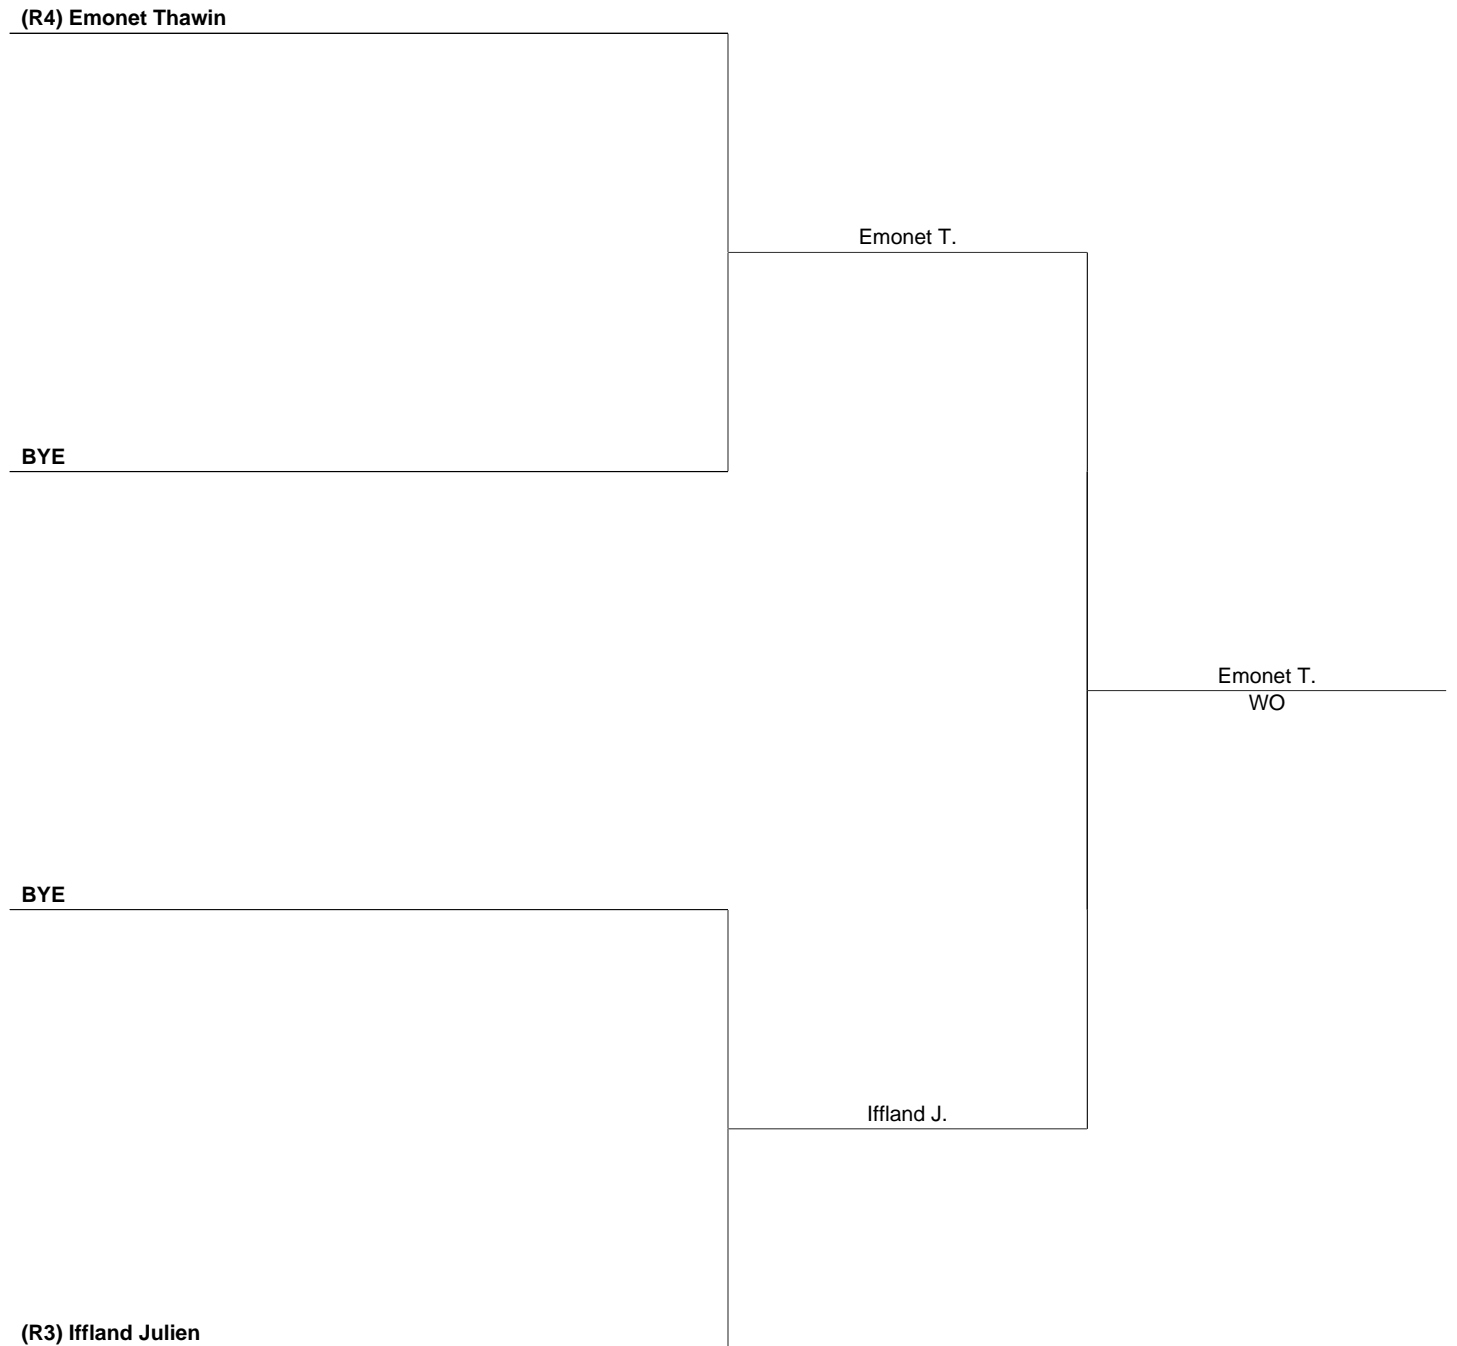 (R4) Emonet Thawin
Emonet T.
BYE
Emonet T.
WO
BYE
Iffland J.
(R3) Iffland Julien